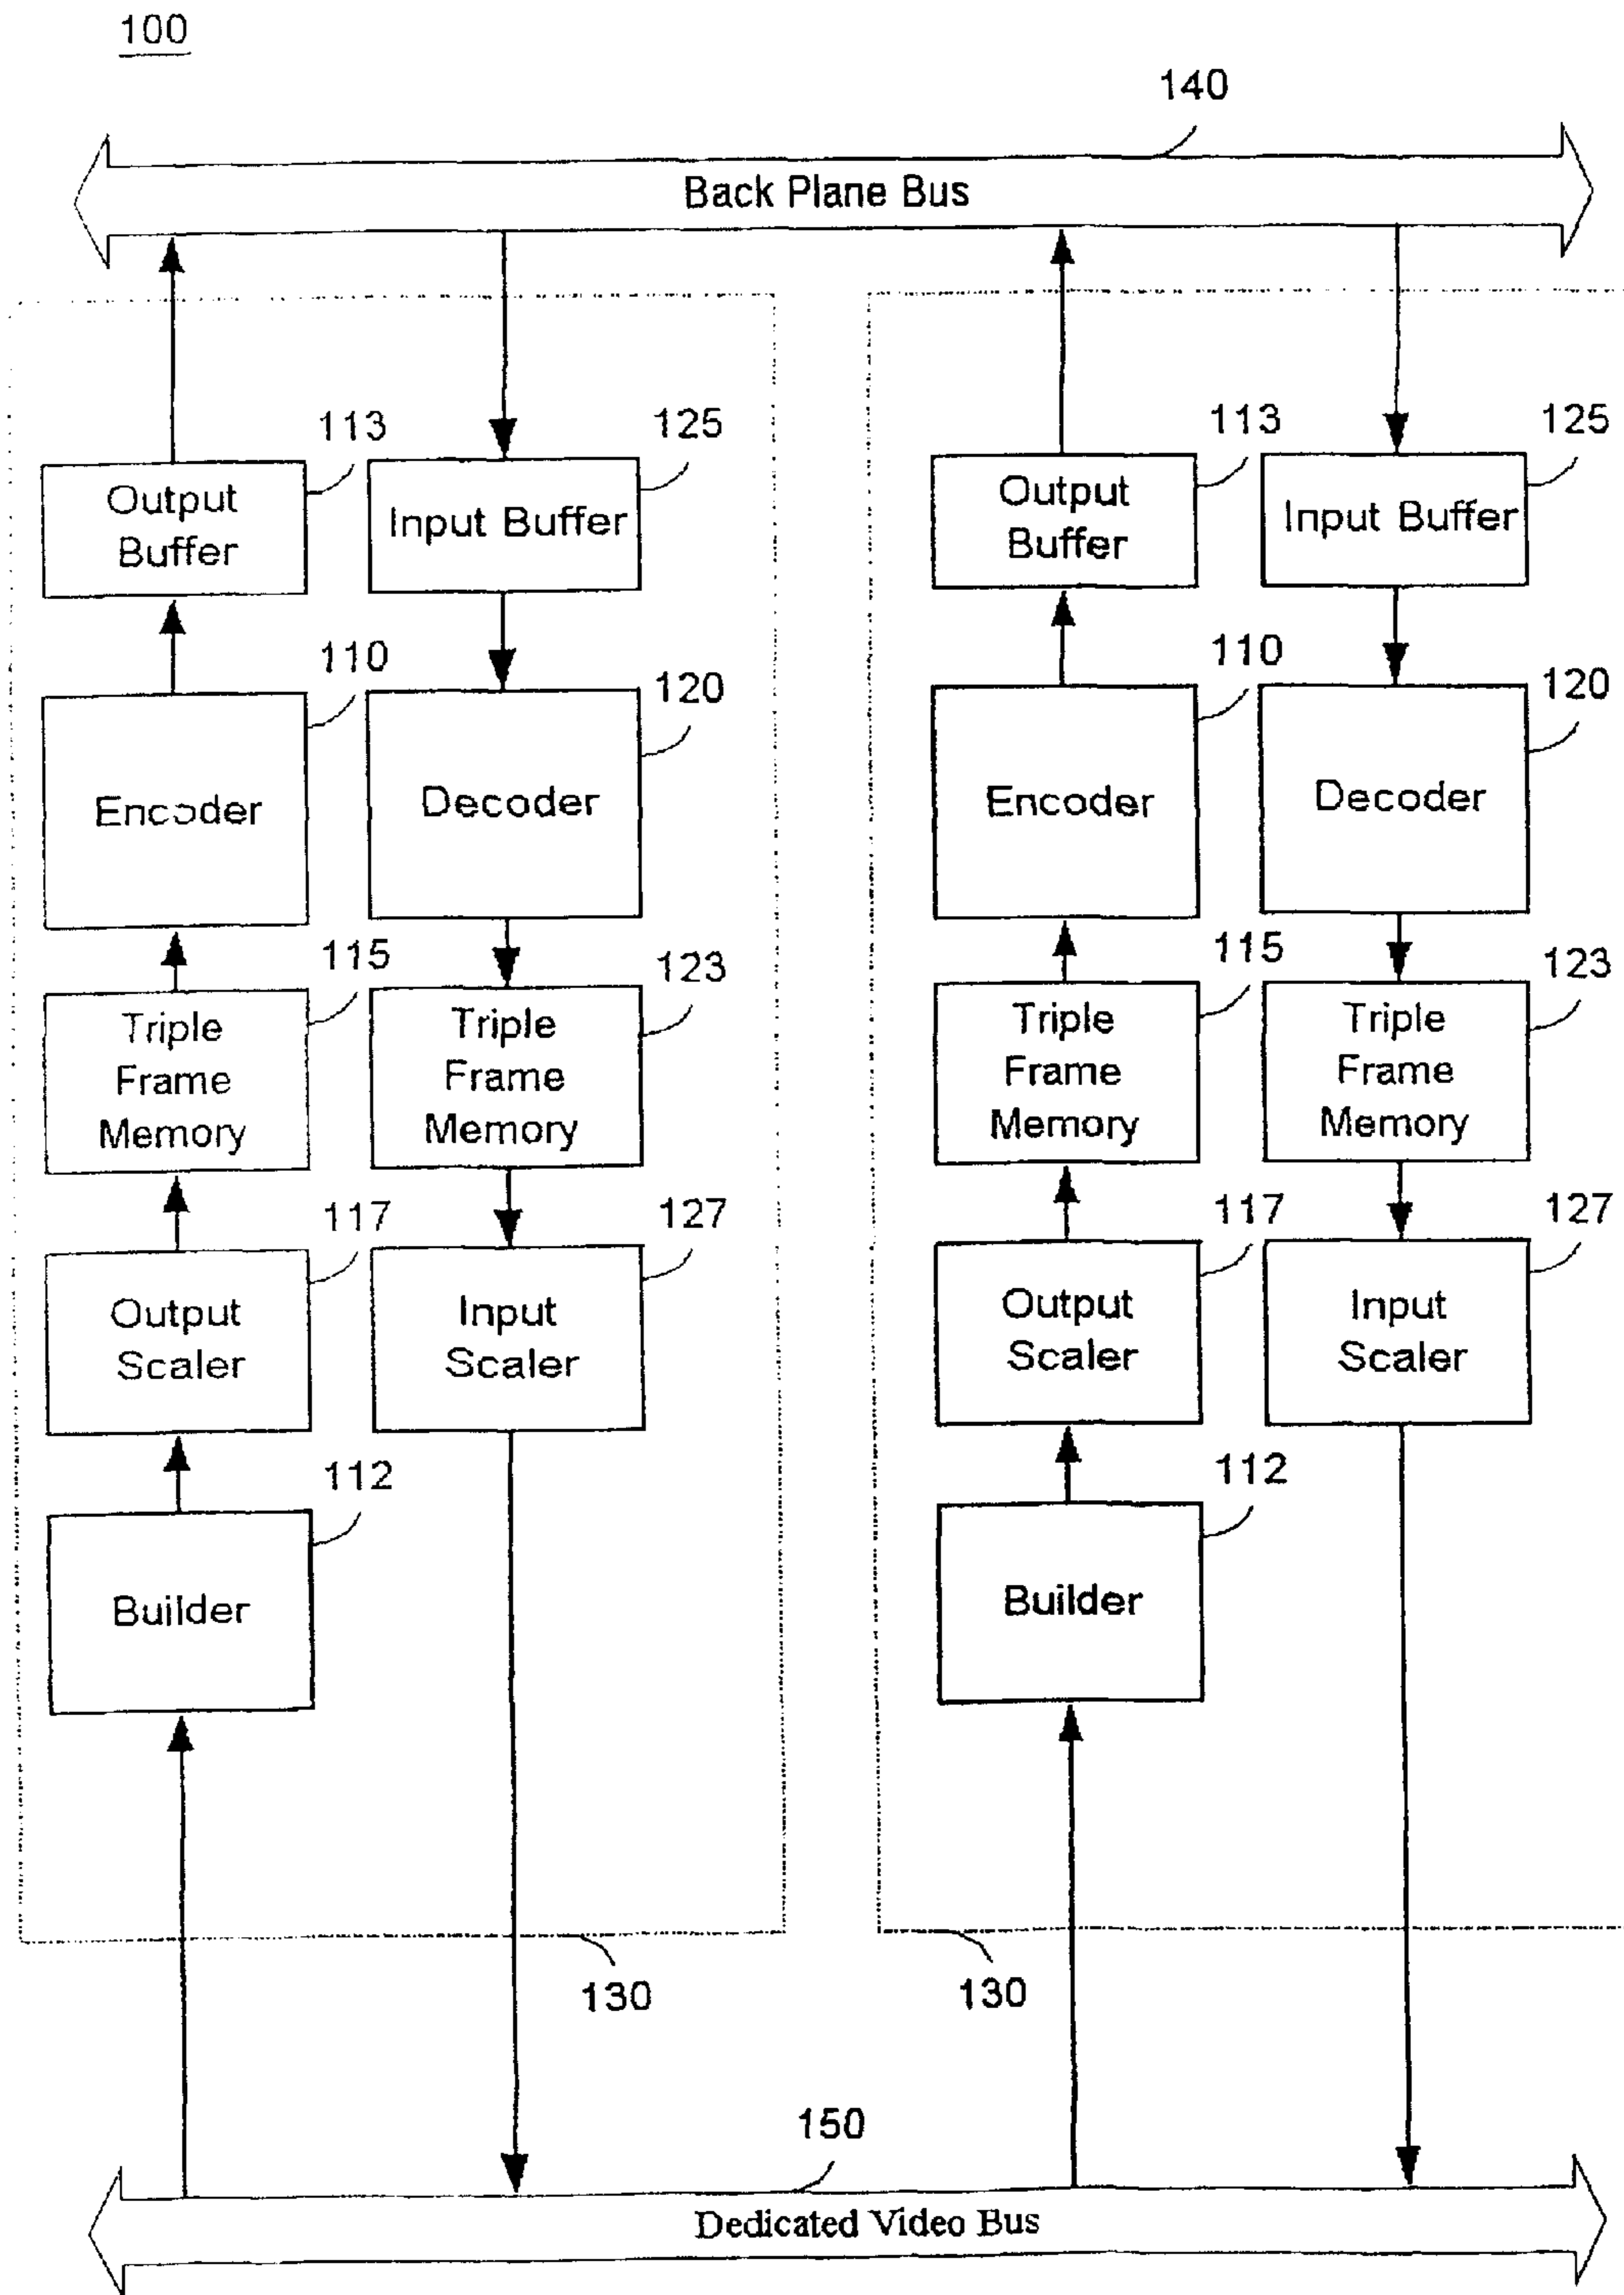 100
140
Back Plane Bus
113
125
113
125
Output
Buffer
Input Buffer
Output
Buffer
Input Buffer
110
120
110
120
Encoder
Decoder
Encoder
Decoder
115
123
115
123
Triple
Frame
Memory
Triple
Frame
Memory
Triple
Frame
Memory
Triple
Frame
Memory
117
127
117
127
Output
Scaler
Input
Scaler
Output
Scaler
Input
Scaler
112
112
Builder
Builder
130
130
150
Dedicated Video Bus